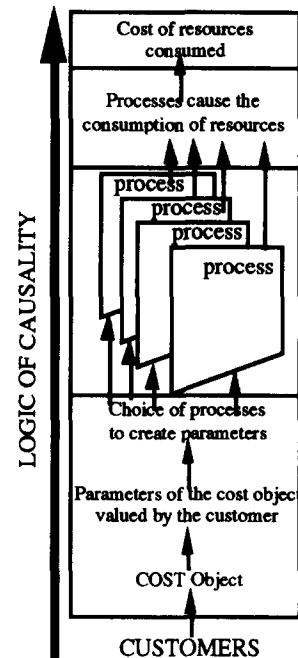 Cost of resources
consumed
Processes cause the
consumption of resources
process
process
process
process
Choice of processes
to create parameters
Parameters of the cost object
valued by the customer
COST Object
CUSTOMERS
LOGIC OF CAUSALITY